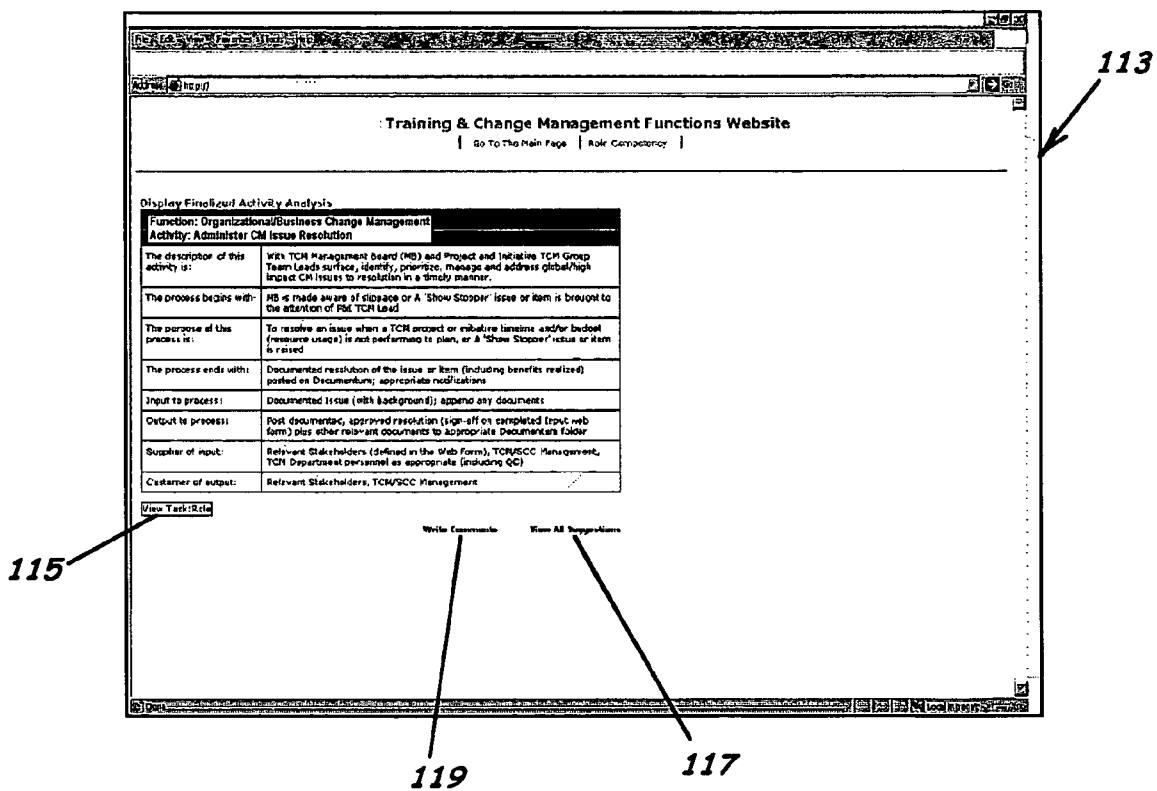 Address http://
113
: Training & Change Management Functions Website
| Go To The Main Page | Role Competency |
Display Finalized Activity Analysis
Function: Organizational/Business Change Management
Activity: Administer CM Issue Resolution
The description of this activity is:
With TCM Management Board (MB) and Project and Initiative TCM Group
Team Leads surface, identify, prioritize, manage and address global/high
impact CM issues to resolution in a timely manner.
The process begins with:
MB is made aware of slippage or A 'Show Stopper' issue or item is brought to
the attention of P&I TCM Lead
The purpose of this
process is:
To resolve an issue when a TCM project or initiative timeline and/or budget
(resource usage) is not performing to plan, or A 'Show Stopper' issue or item
is raised
The process ends with:
Documented resolution of the issue or item (including benefits realized)
posted on Documentum; appropriate notifications
Input to process:
Documented Issue (with background); append any documents
Output to process:
Post documented, approved resolution (sign-off on completed Input web
form) plus other relevant documents to appropriate Documentum folder
Supplier of input:
Relevant Stakeholders (defined in the Web Form), TCM/SCC Management,
TCM Department personnel as appropriate (including QC)
Customer of output:
Relevant Stakeholders, TCM/SCC Management
View Task:Role
Write Comments View All Suggestions
115
119
117
Done